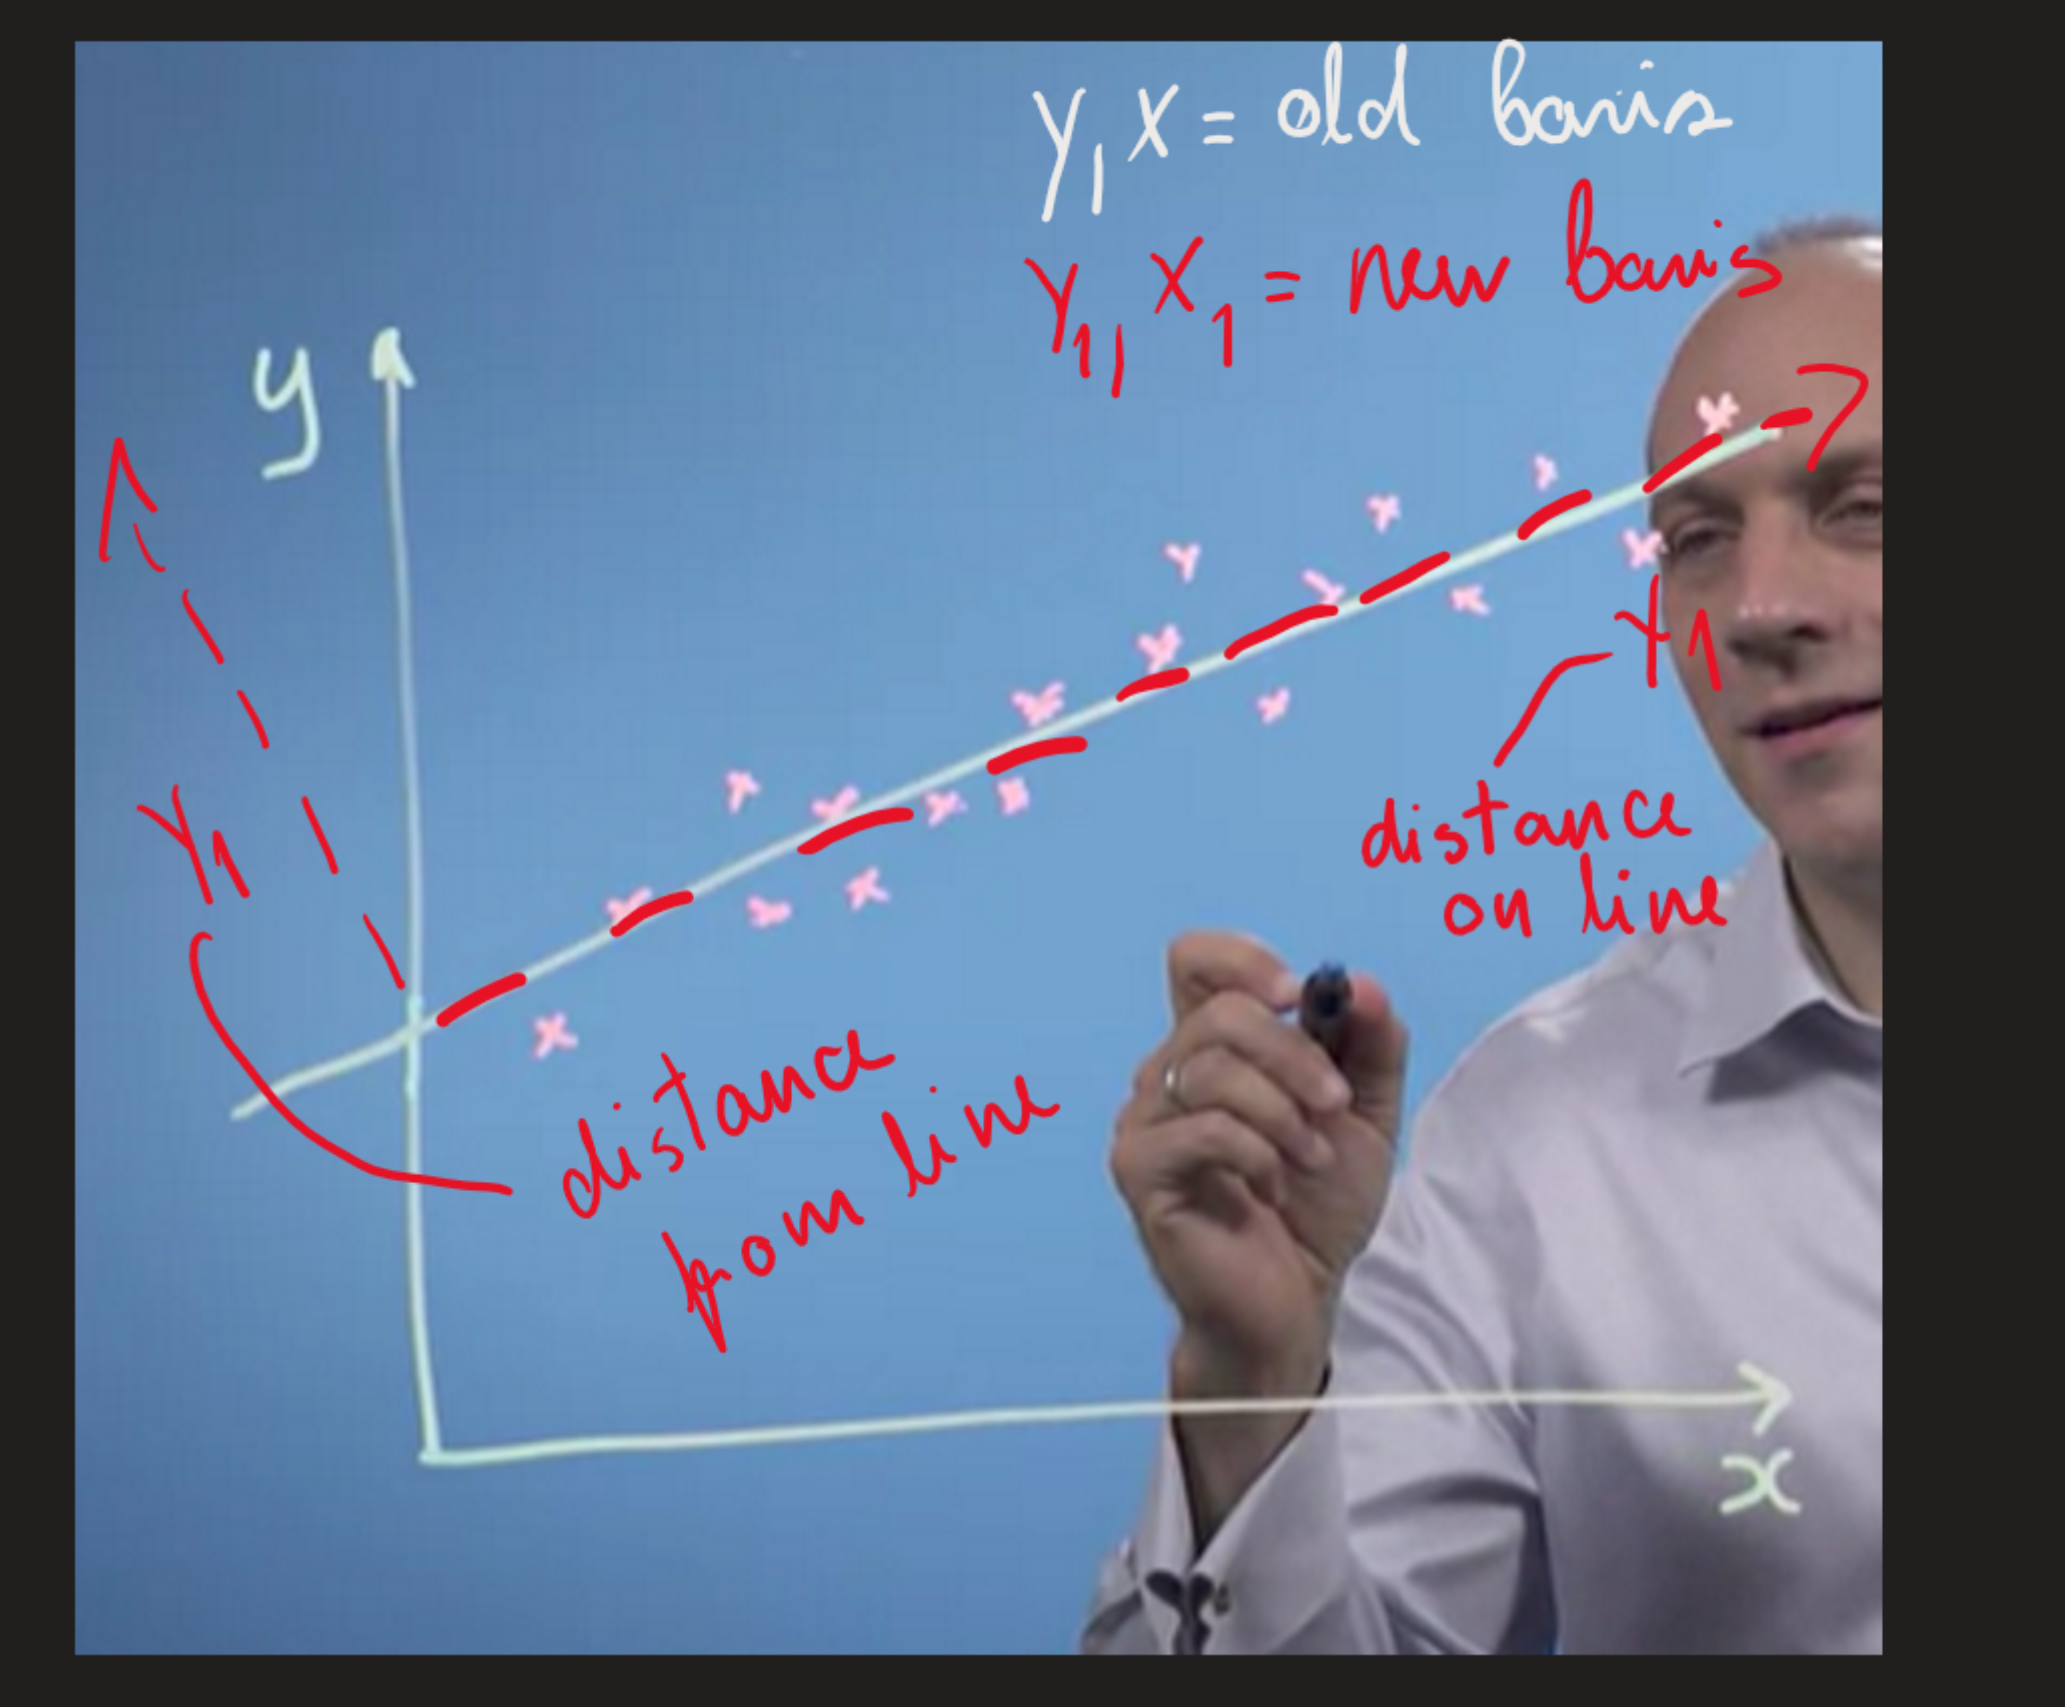 Y, X = old basis
Y1, X1 = new basis
y
Y1
X1
distance
on line
distance
from line
x